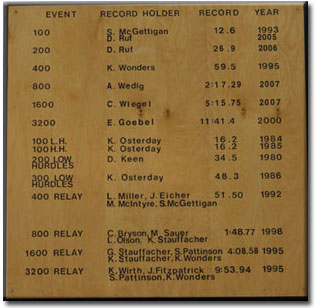 EVENT RECORD HOLDER RECORD YEAR
100 S. McGettigan 12.6 1993
D. Ruf 2005
200 D. Ruf 26.9 2006
400 K. Wonders 59.5 1995
800 A. Wedig 2:17.29 2007
1600 C. Wiegel 5:15.75 2007
3200 E. Goebel 11:41.4 2000
100 L.H. K. Osterday 16.2 1984
100 H.H. K. Osterday 16.2 1985
200 LOW D. Keen 34.5 1980
HURDLES
300 LOW K. Osterday 48.3 1986
HURDLES
400 RELAY L. Miller, J. Eicher 51.50 1992
M. McIntyre, S. McGettigan
800 RELAY C. Bryson, M. Sauer 1:48.77 1998
L. Olson, K. Stauffacher
1600 RELAY G. Stauffacher, S. Pattinson 4:08.58 1995
K. Stauffacher, K. Wonders
3200 RELAY K. Wirth, J. Fitzpatrick 9:53.94 1995
S. Pattinson, K. Wonders